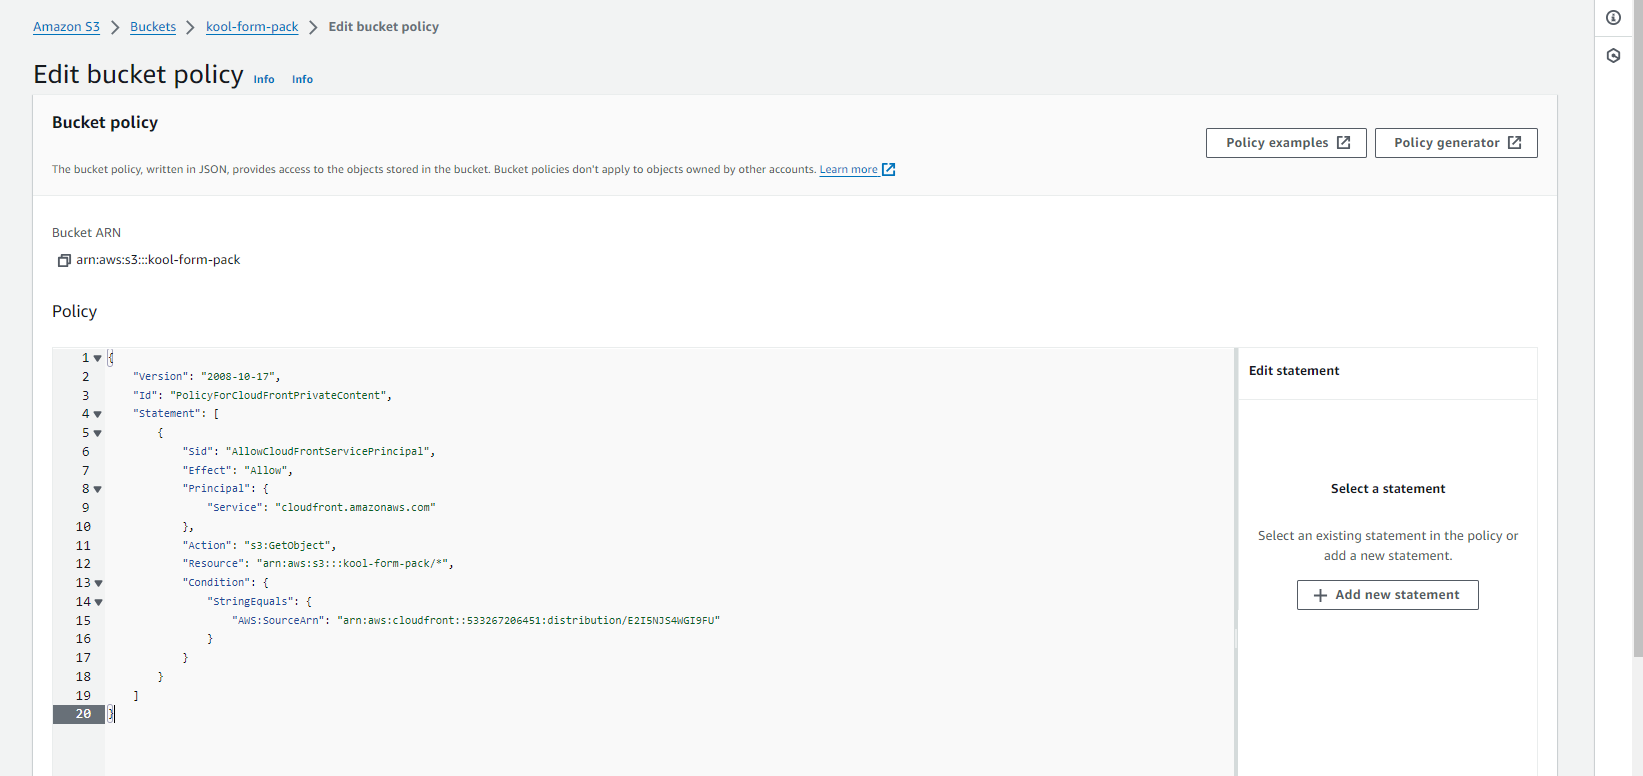 Amazon S3 > Buckets > kool-form-pack > Edit bucket policy
Edit bucket policy Info Info
Bucket policy
Policy examples
Policy generator
The bucket policy, written in JSON, provides access to the objects stored in the bucket. Bucket policies don't apply to objects owned by other accounts. Learn more
Bucket ARN
arn:aws:s3:::kool-form-pack
Policy
1 {
2 "Version": "2008-10-17",
3 "Id": "PolicyForCloudFrontPrivateContent",
4 "Statement": [
5 {
6 "Sid": "AllowCloudFrontServicePrincipal",
7 "Effect": "Allow",
8 "Principal": {
9 "Service": "cloudfront.amazonaws.com"
10 },
11 "Action": "s3:GetObject",
12 "Resource": "arn:aws:s3:::kool-form-pack/*",
13 "Condition": {
14 "StringEquals": {
15 "AWS:SourceArn": "arn:aws:cloudfront::533267206451:distribution/E2I5NJS4WGI9FU"
16 }
17 }
18 }
19 ]
20 }
Edit statement
Select a statement
Select an existing statement in the policy or
add a new statement.
+ Add new statement